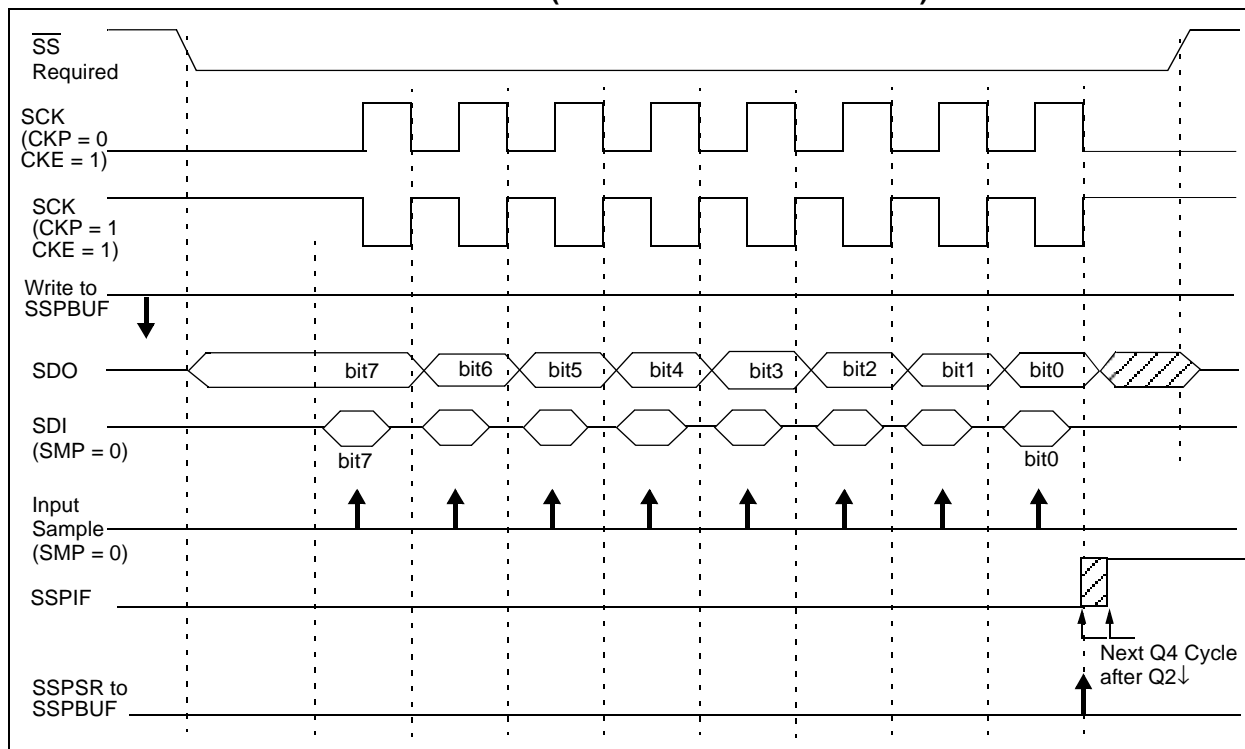 SS
Required
SCK
(CKP = 0
CKE = 1)
SCK
(CKP = 1
CKE = 1)
Write to
SSPBUF
SDO
bit7 bit6 bit5 bit4 bit3 bit2 bit1 bit0
SDI
(SMP = 0)
bit7 bit0
Input
Sample
(SMP = 0)
SSPIF
Next Q4 Cycle
after Q2↓
SSPSR to
SSPBUF